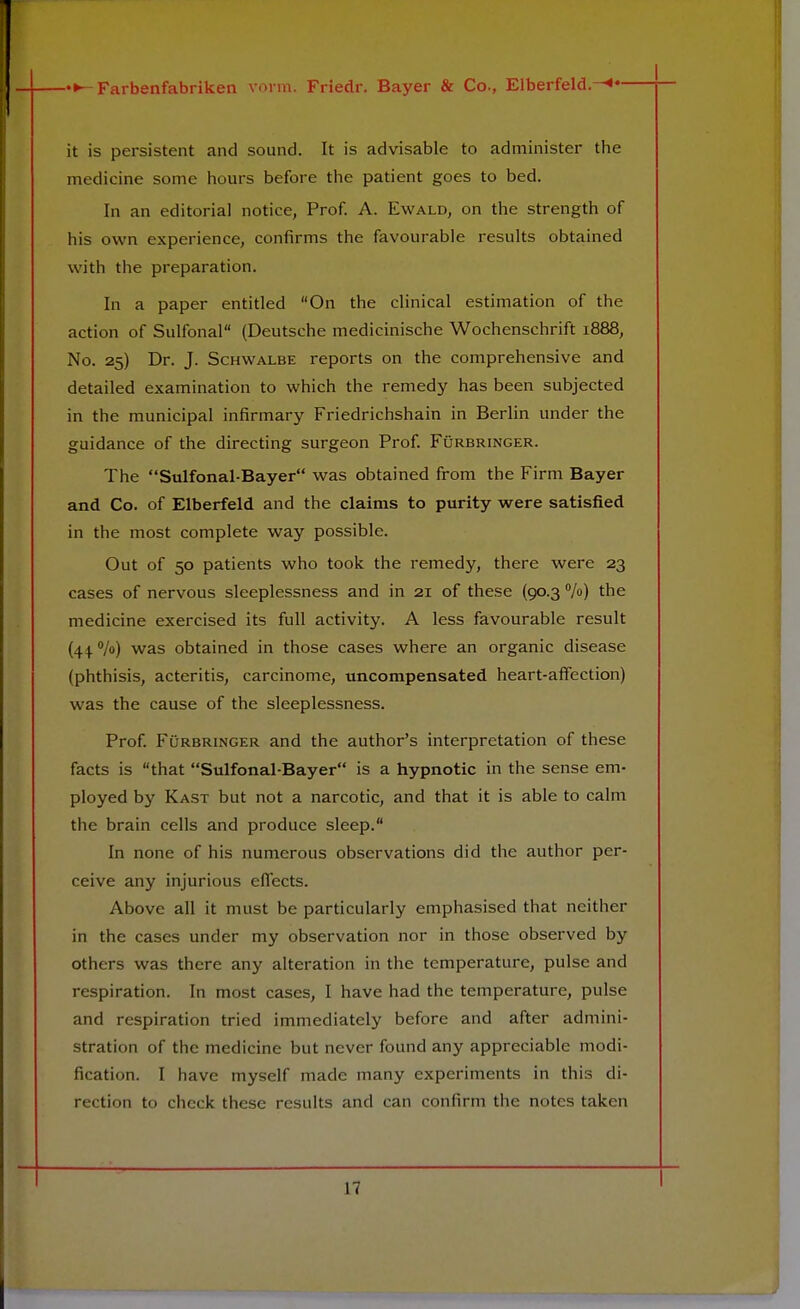 Farbenfabriken vorm. Friedr. Bayer & Co., Elberfeld.
it is persistent and sound. It is advisable to administer the
medicine some hours before the patient goes to bed.
In an editorial notice, Prof. A. Ewald, on the strength of
his own experience, confirms the favourable results obtained
with the preparation.
In a paper entitled "On the clinical estimation of the
action of Sulfonal“ (Deutsche medicinische Wochenschrift 1888,
No. 25) Dr. J. Schwalbe reports on the comprehensive and
detailed examination to which the remedy has been subjected
in the municipal infirmary Friedrichshain in Berlin under the
guidance of the directing surgeon Prof. Fürbringer.
The "Sulfonal-Bayer“ was obtained from the Firm Bayer
and Co. of Elberfeld and the claims to purity were satisfied
in the most complete way possible.
Out of 50 patients who took the remedy, there were 23
cases of nervous sleeplessness and in 21 of these (90.3 %) the
medicine exercised its full activity. A less favourable result
(44 %) was obtained in those cases where an organic disease
(phthisis, acteritis, carcinome, uncompensated heart-affection)
was the cause of the sleeplessness.
Prof. Fürbringer and the author's interpretation of these
facts is "that "Sulfonal-Bayer“ is a hypnotic in the sense em-
ployed by Kast but not a narcotic, and that it is able to calm
the brain cells and produce sleep.“
In none of his numerous observations did the author per-
ceive any injurious effects.
Above all it must be particularly emphasised that neither
in the cases under my observation nor in those observed by
others was there any alteration in the temperature, pulse and
respiration. In most cases, I have had the temperature, pulse
and respiration tried immediately before and after admini-
stration of the medicine but never found any appreciable modi-
fication. I have myself made many experiments in this di-
rection to check these results and can confirm the notes taken
17